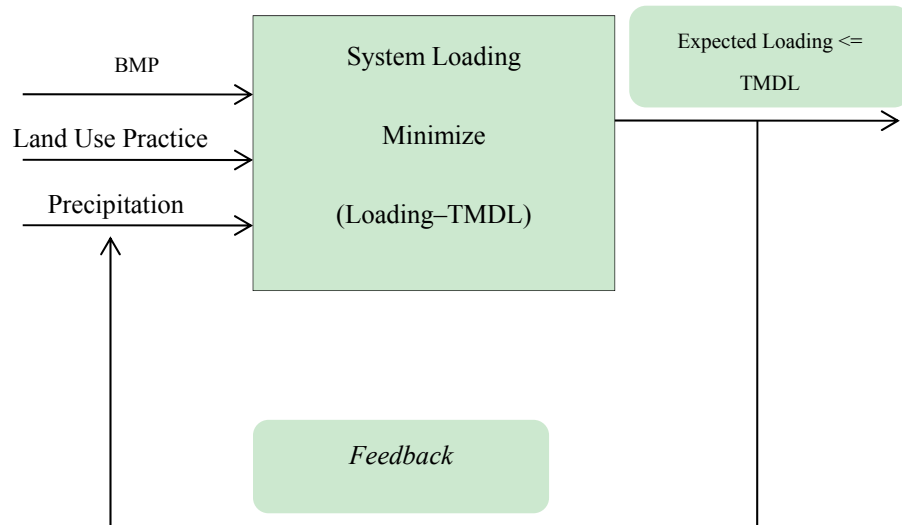 BMP
Land Use Practice
Precipitation
System Loading
Minimize
(Loading–TMDL)
Expected Loading <=
TMDL
Feedback